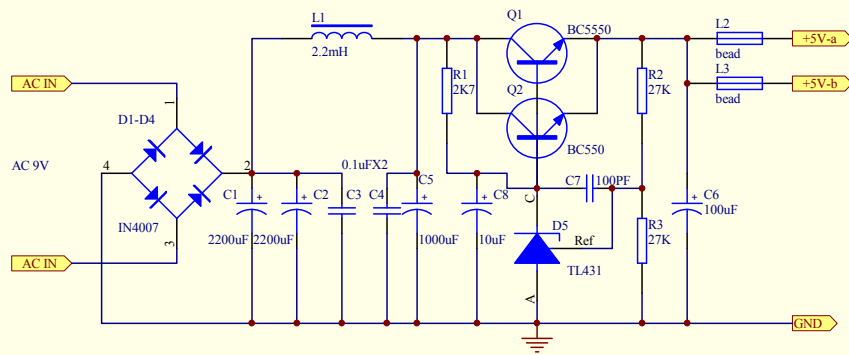 L1
2.2mH
Q1
BC5550
L2
bead
+5V-a
AC IN
D1-D4
1
R1
2K7
Q2
R2
27K
L3
bead
+5V-b
AC 9V
4
2
0.1uFX2
BC550
C1
C2
C3
C4
C5
C8
C7
100PF
C6
100uF
IN4007
3
2200uF
2200uF
1000uF
10uF
C
D5
Ref
TL431
A
R3
27K
AC IN
GND